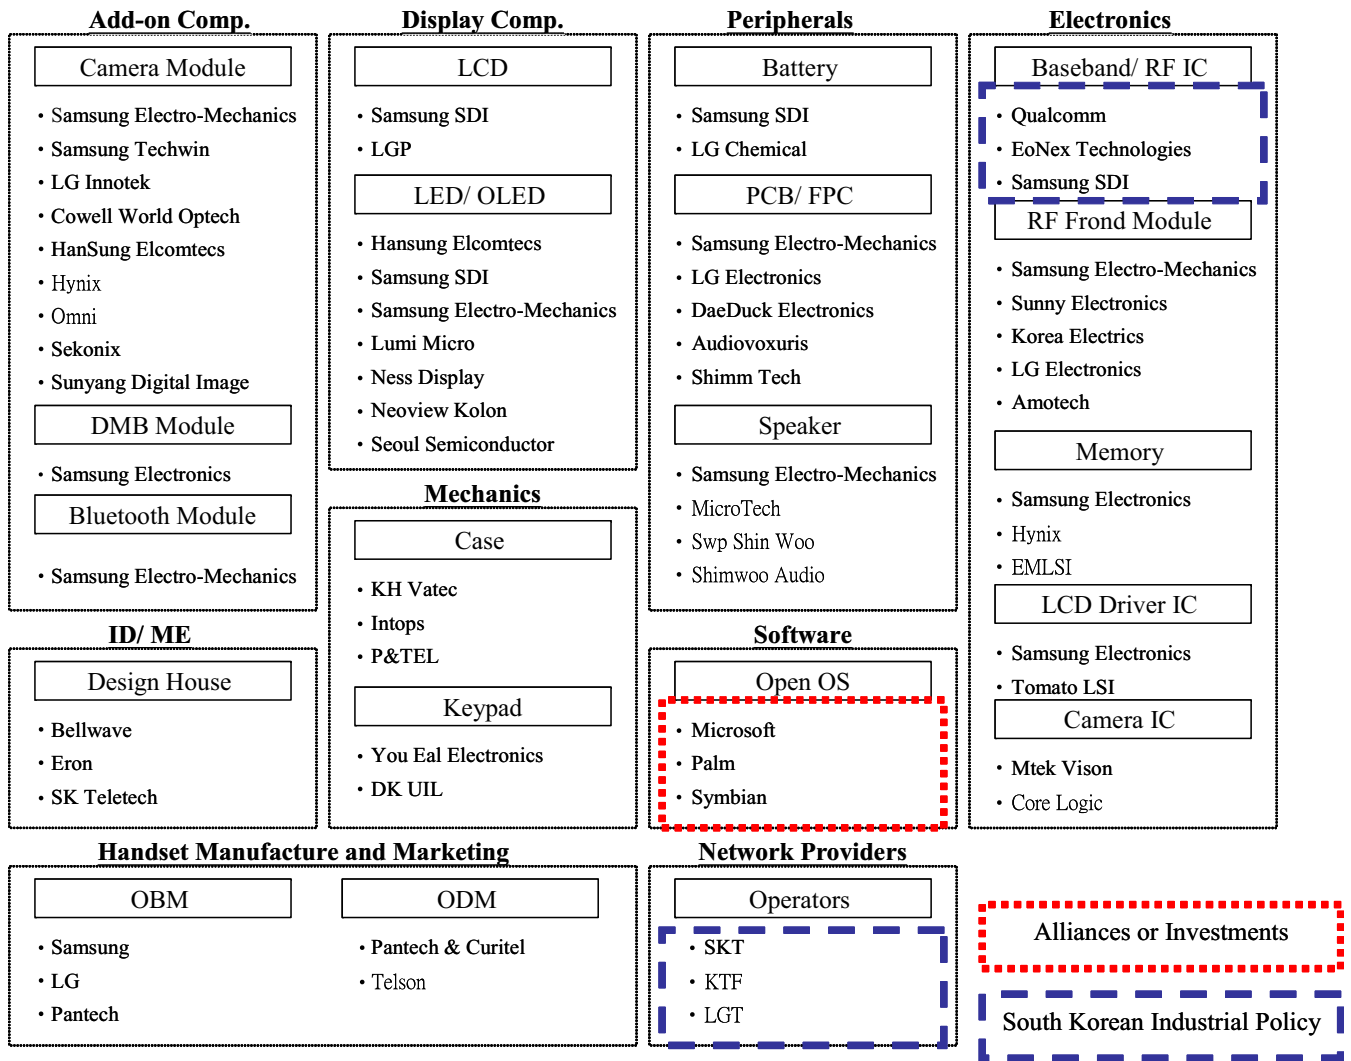 Add-on Comp.
Camera Module
・Samsung Electro-Mechanics
・Samsung Techwin
・LG Innotek
・Cowell World Optech
・HanSung Elcomtecs
・Hynix
・Omni
・Sekonix
・Sunyang Digital Image
DMB Module
・Samsung Electronics
Bluetooth Module
・Samsung Electro-Mechanics
ID/ ME
Design House
・Bellwave
・Eron
・SK Teletech
Display Comp.
LCD
・Samsung SDI
・LGP
LED/ OLED
・Hansung Elcomtecs
・Samsung SDI
・Samsung Electro-Mechanics
・Lumi Micro
・Ness Display
・Neoview Kolon
・Seoul Semiconductor
Mechanics
Case
・KH Vatec
・Intops
・P&TEL
Keypad
・You Eal Electronics
・DK UIL
Peripherals
Battery
・Samsung SDI
・LG Chemical
PCB/ FPC
・Samsung Electro-Mechanics
・LG Electronics
・DaeDuck Electronics
・Audiovoxuris
・Shimm Tech
Speaker
・Samsung Electro-Mechanics
・MicroTech
・Swp Shin Woo
・Shimwoo Audio
Software
Open OS
・Microsoft
・Palm
・Symbian
Electronics
Baseband/ RF IC
・Qualcomm
・EoNex Technologies
・Samsung SDI
RF Frond Module
・Samsung Electro-Mechanics
・Sunny Electronics
・Korea Electrics
・LG Electronics
・Amotech
Memory
・Samsung Electronics
・Hynix
・EMLSI
LCD Driver IC
・Samsung Electronics
・Tomato LSI
Camera IC
・Mtek Vison
・Core Logic
Handset Manufacture and Marketing
OBM
・Samsung
・LG
・Pantech
ODM
・Pantech & Curitel
・Telson
Network Providers
Operators
・SKT
・KTF
・LGT
Alliances or Investments
South Korean Industrial Policy